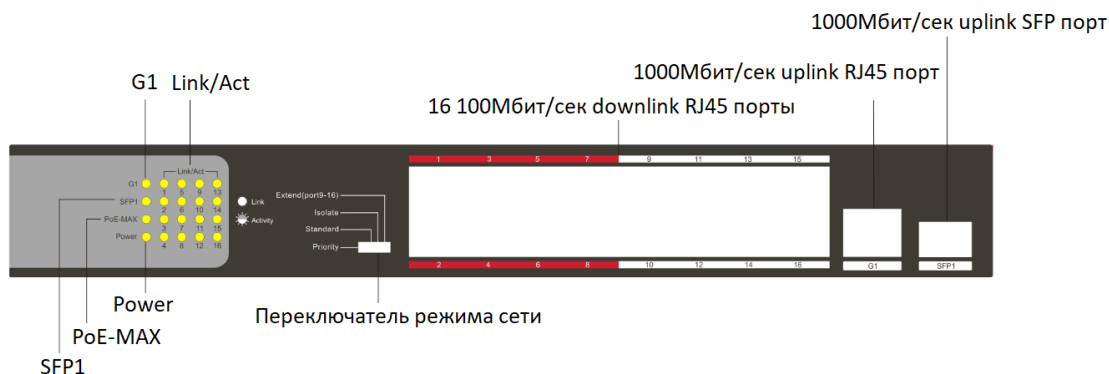 1000Мбит/сек uplink SFP порт
1000Мбит/сек uplink RJ45 порт
G1 Link/Act
16 100Мбит/сек downlink RJ45 порты
1 3 5 7 9 11 13 15
Link/Act
G1
1 5 9 13
SFP1
2 6 10 14
PoE-MAX
3 7 11 15
Power
4 8 12 16
Link
Activity
Extend(port9-16)
Isolate
Standard
Priority
2 4 6 8 10 12 14 16
G1
SFP1
Power
Переключатель режима сети
PoE-MAX
SFP1